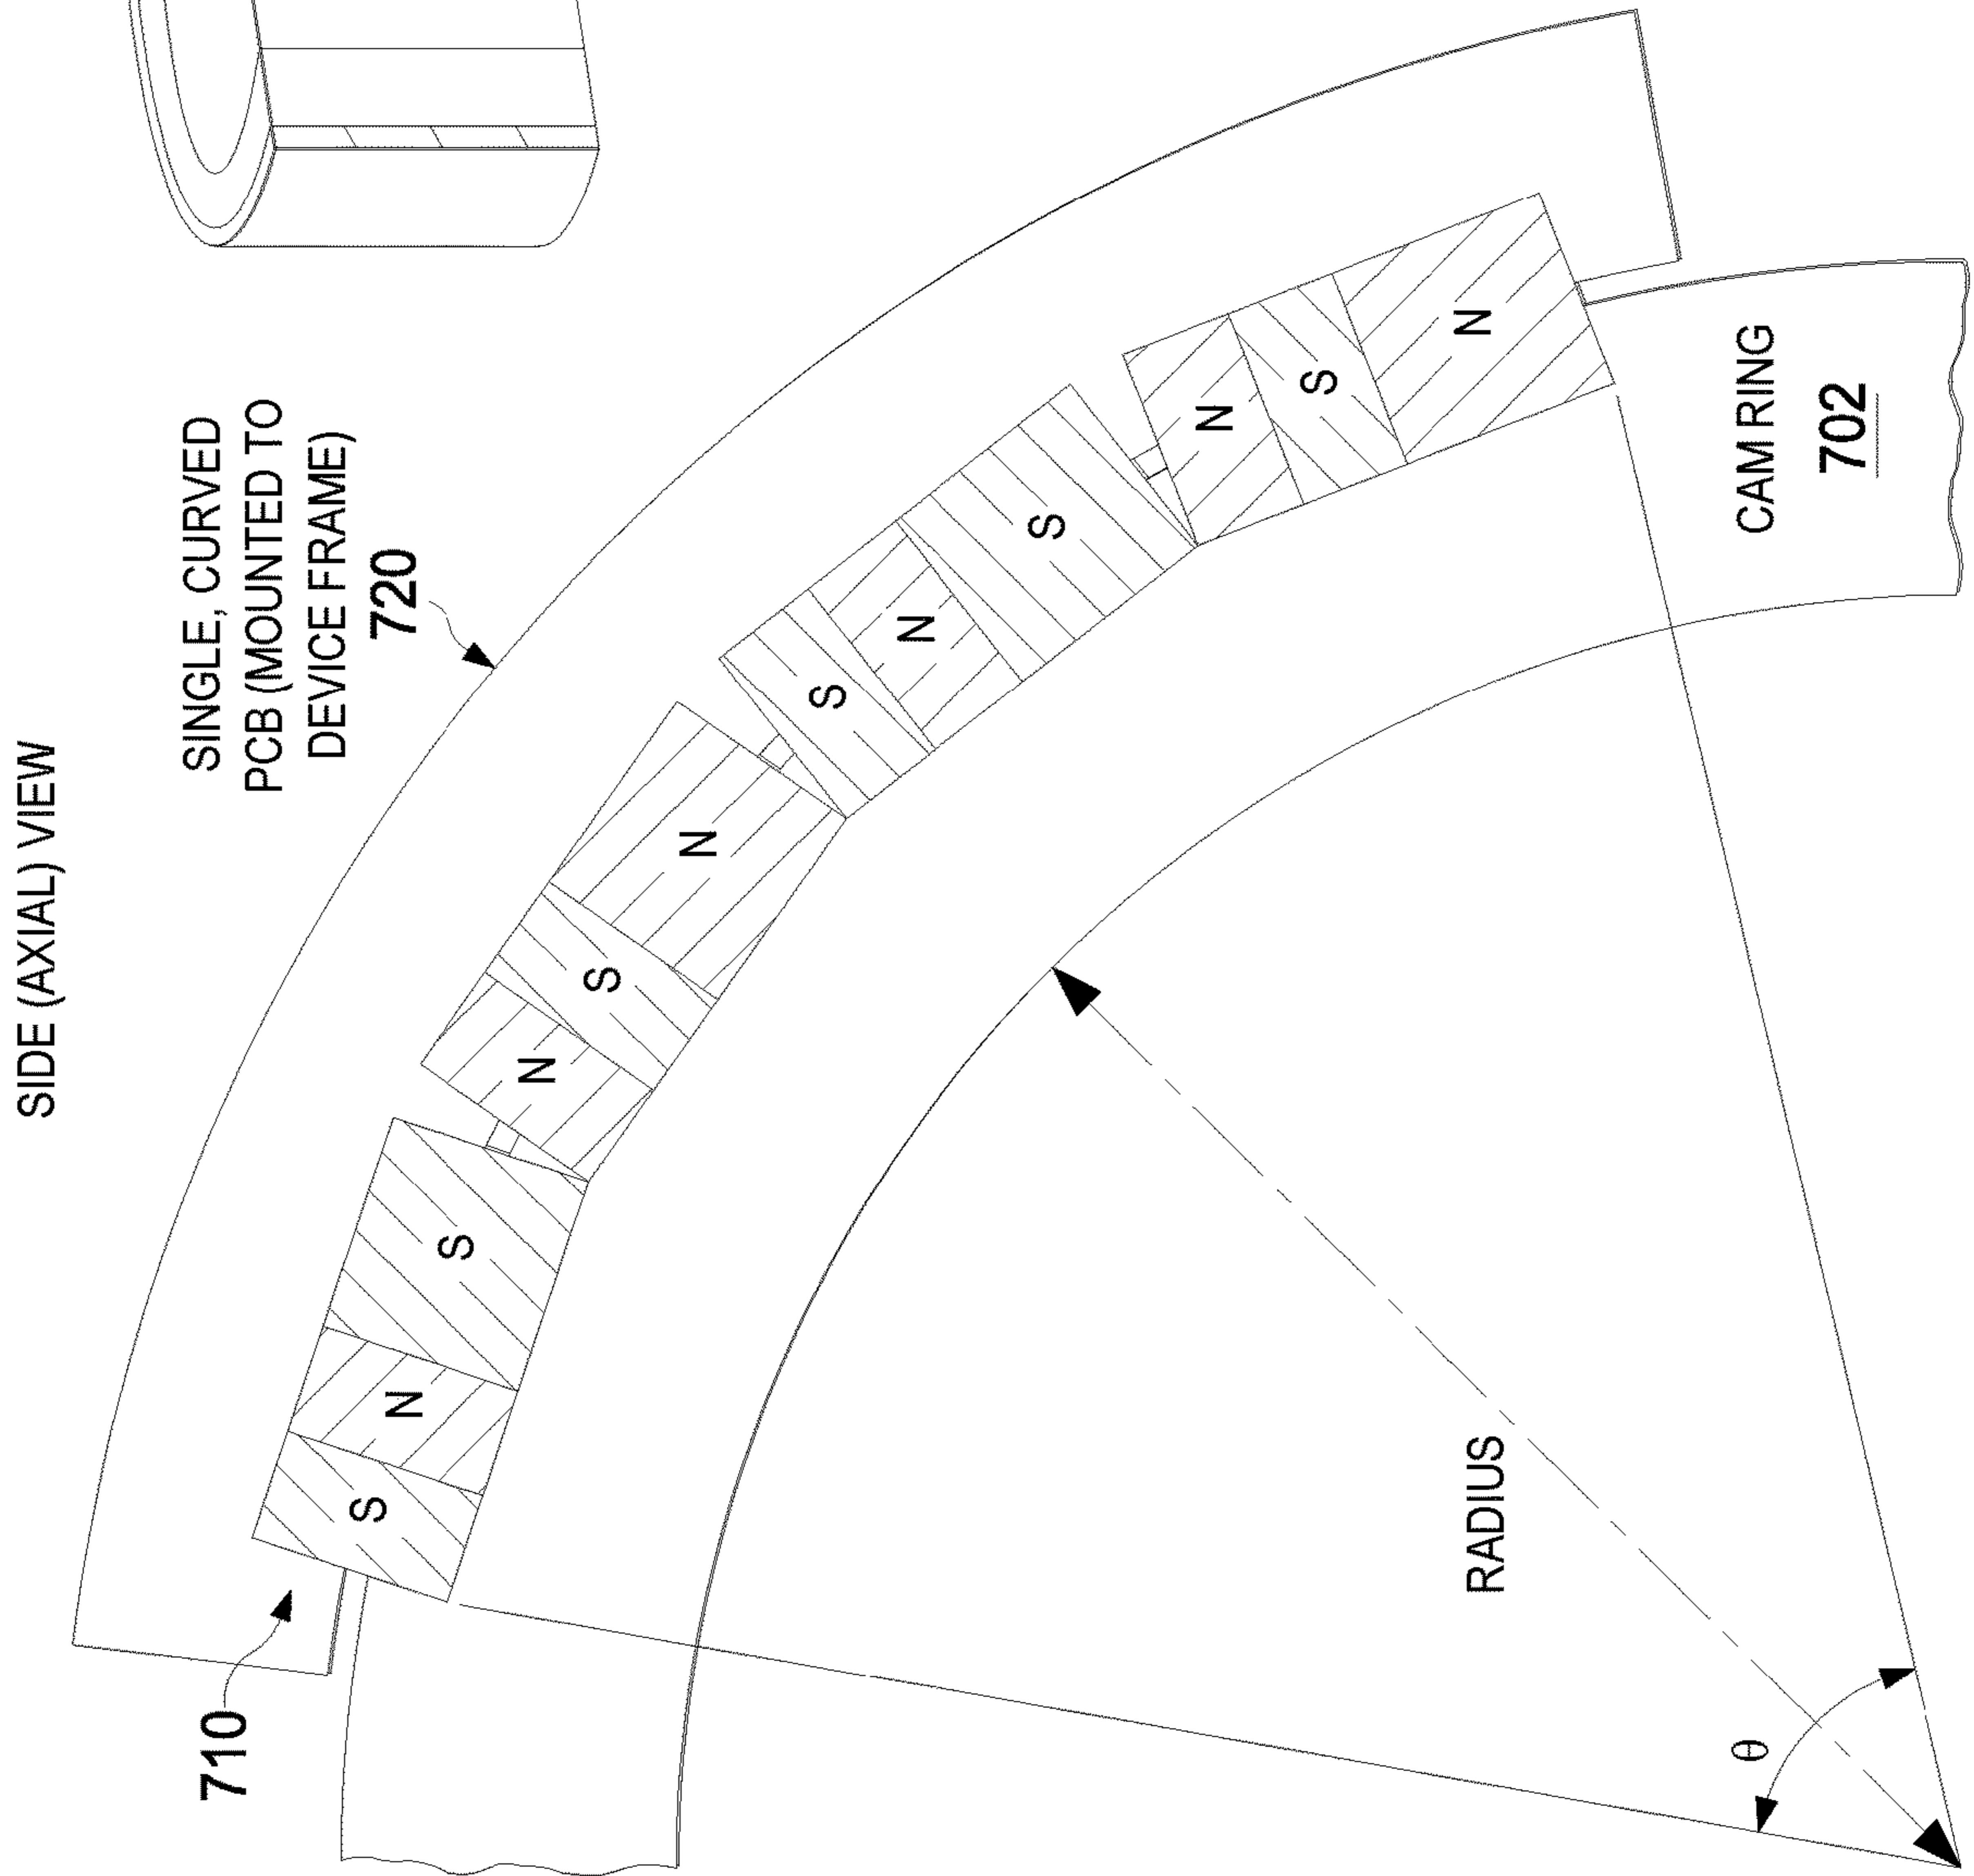 SIDE (AXIAL) VIEW
SINGLE, CURVED
PCB (MOUNTED TO
DEVICE FRAME)
720
710
S
N
S
N
S
N
S
N
S
N
S
N
RADIUS
θ
CAM RING
702